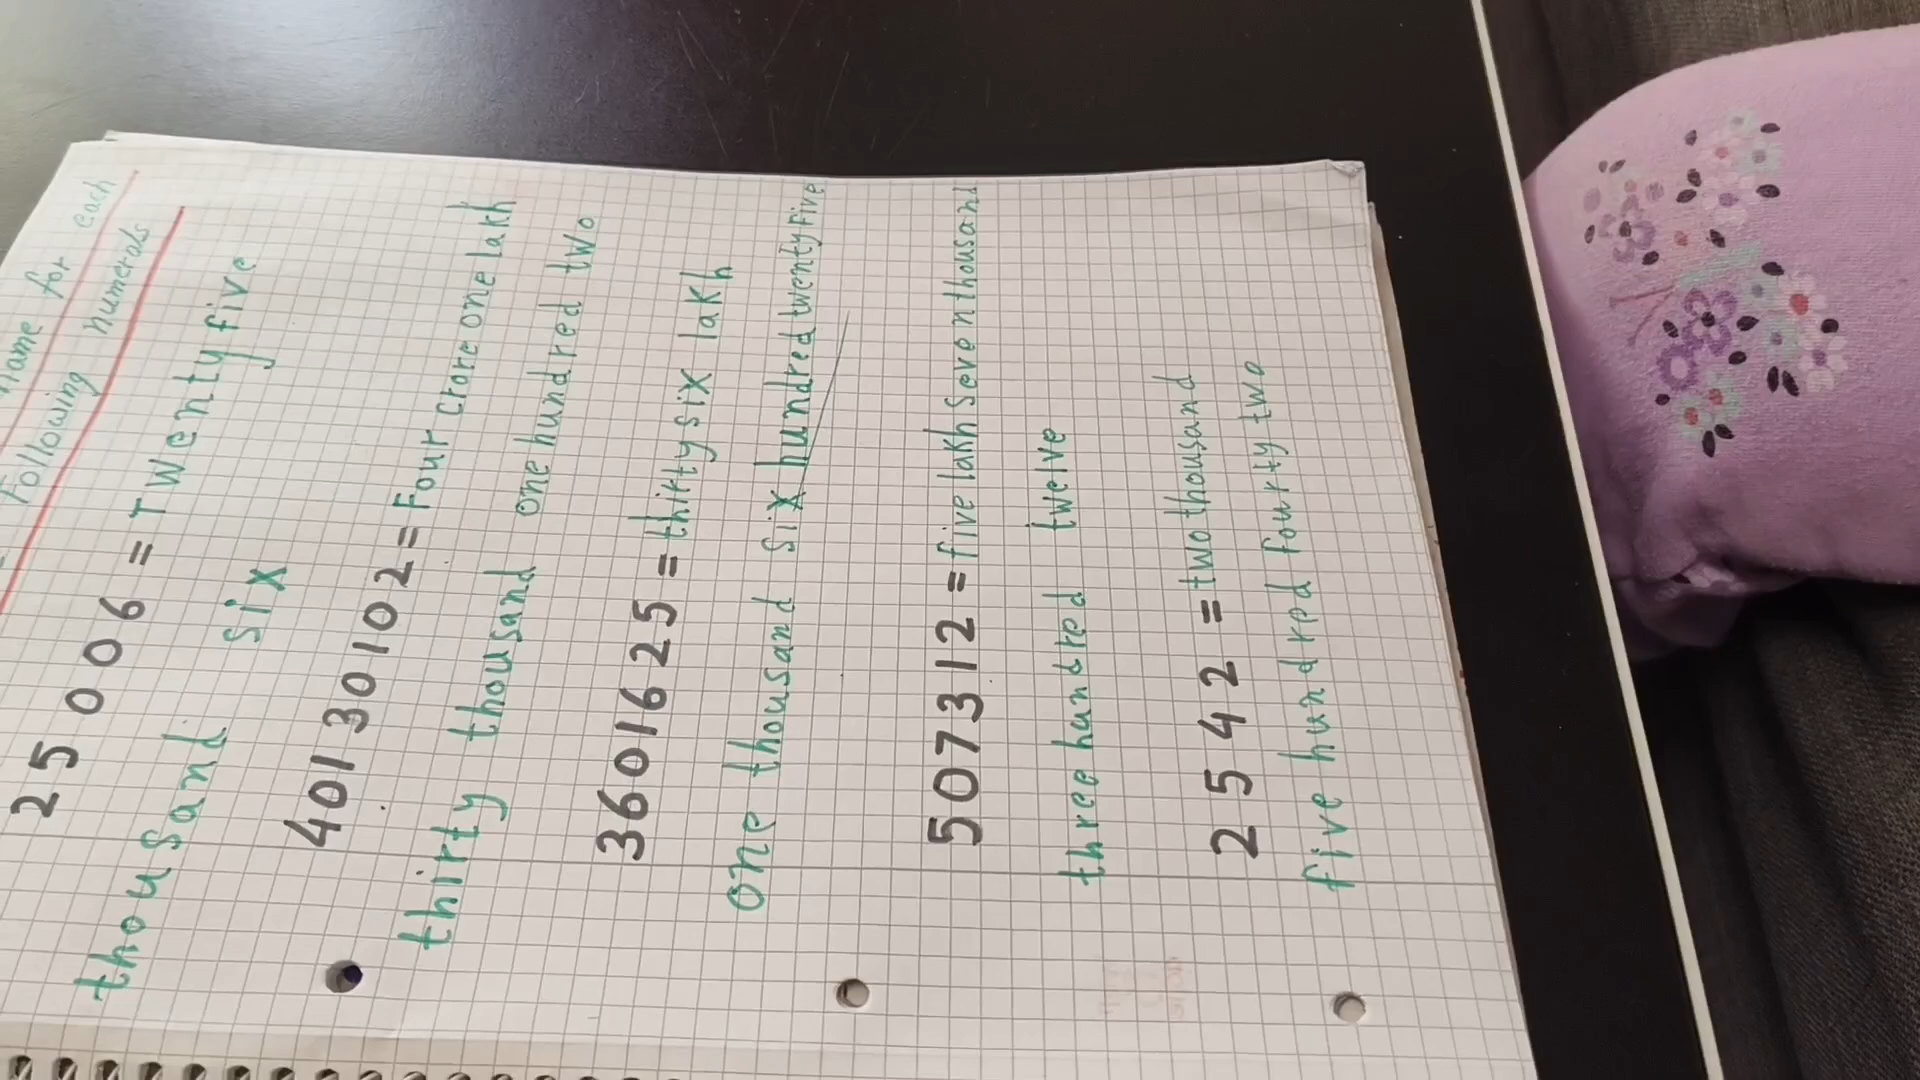 name for each
Following numerals
25006 = Twenty five
thousand six
40130102 = Four crore one lakh
thirty thousand one hundred two
3601625 = thirty six lakh
one thousand six hundred twenty five
507312 = five lakh seven thousand
three hundred twelve
2542 = two thousand
five hundred fourty two